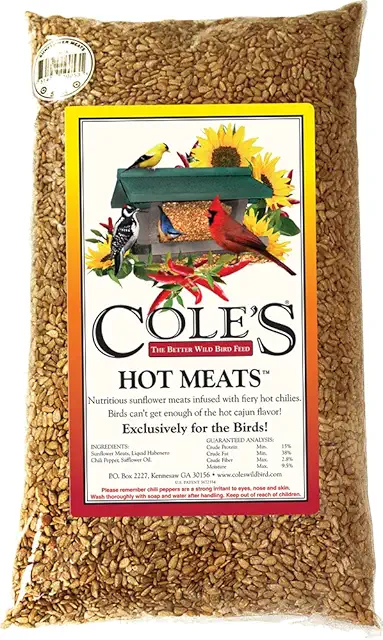 SUNFLOWER MEATS
COLE'S®
THE BETTER WILD BIRD FEED
HOT MEATS™
Nutritious sunflower meats infused with fiery hot chilies.
Birds can't get enough of the hot cajun flavor!
Exclusively for the Birds!
INGREDIENTS:
Sunflower Meats, Liquid Habenero
Chili Pepper, Safflower Oil.
GUARANTEED ANALYSIS:
Crude Protein Min. 15%
Crude Fat Min. 38%
Crude Fiber Max. 2.8%
Moisture Max. 9.5%
P.O. Box 2227, Kennesaw GA 30156 • www.coleswildbird.com
Please remember chili peppers are a strong irritant to eyes, nose and skin.
Wash thoroughly with soap and water after handling. Keep out of reach of children.